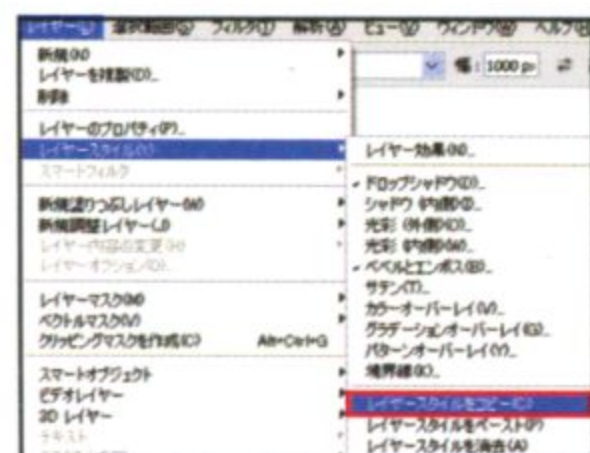 レイヤー(L) 選択範囲(S) フィルタ(T) 解析(A) ビュー(V) ウィンドウ(W) ヘルプ(H)
幅: 1000 px
新規(N)
レイヤーを複製(D)...
削除
レイヤーのプロパティ(P)...
レイヤースタイル(Y)
スマートフィルタ
新規塗りつぶしレイヤー(W)
新規調整レイヤー(J)
レイヤー内容の変更(H)
レイヤーオプション(O)...
レイヤーマスク(M)
ベクトルマスク(V)
クリッピングマスクを作成(C) Alt+Ctrl+G
スマートオブジェクト
ビデオレイヤー
3D レイヤー
テキスト
レイヤー効果(N)...
ドロップシャドウ(D)...
シャドウ (内側)(I)...
光彩 (外側)(O)...
光彩 (内側)(W)...
ベベルとエンボス(B)...
サテン(T)...
カラーオーバーレイ(V)...
グラデーションオーバーレイ(G)...
パターンオーバーレイ(Y)...
境界線(K)...
レイヤースタイルをコピー(C)
レイヤースタイルをペースト(P)
レイヤースタイルを消去(A)